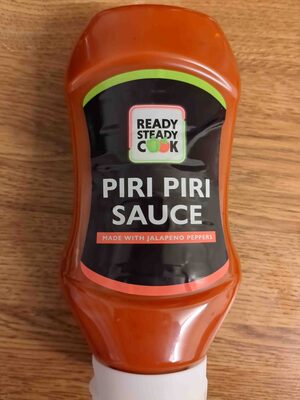 READY
STEADY
COOK
PIRI PIRI
SAUCE
MADE WITH JALAPENO PEPPERS